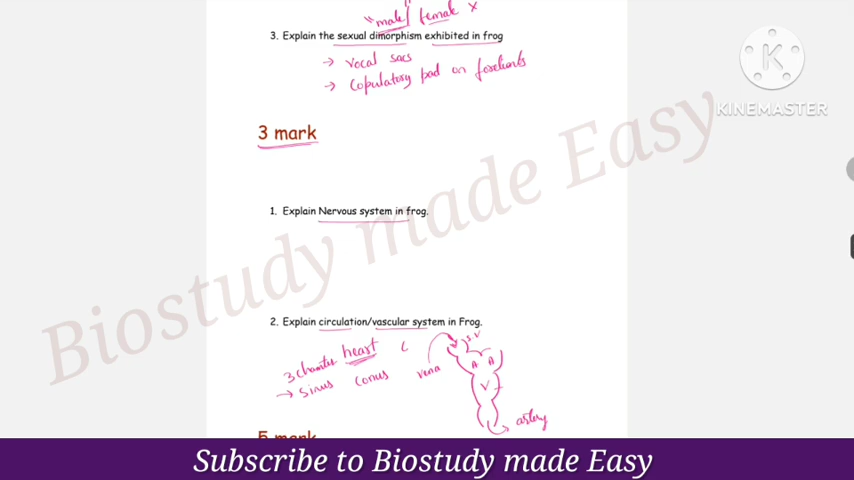 "male"/ female x
3. Explain the sexual dimorphism exhibited in frog
→ vocal sacs
→ Copulatory pad on forelimbs
KINEMASTER
3 mark
1. Explain Nervous system in frog.
Biostudy made Easy
2. Explain circulation/vascular system in Frog.
3 chamber heart
→ sinus conus vena
S.V
A A
V
artery
5 mark
Subscribe to Biostudy made Easy